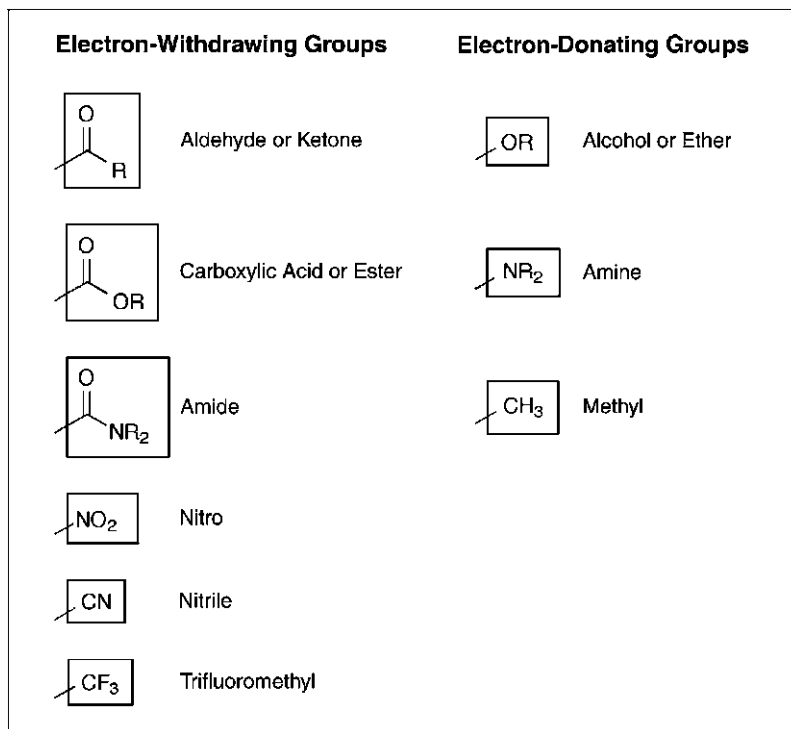 Electron-Withdrawing Groups
O
R
Aldehyde or Ketone
O
OR
Carboxylic Acid or Ester
O
NR2
Amide
NO2 Nitro
CN Nitrile
CF3 Trifluoromethyl
Electron-Donating Groups
OR Alcohol or Ether
NR2 Amine
CH3 Methyl